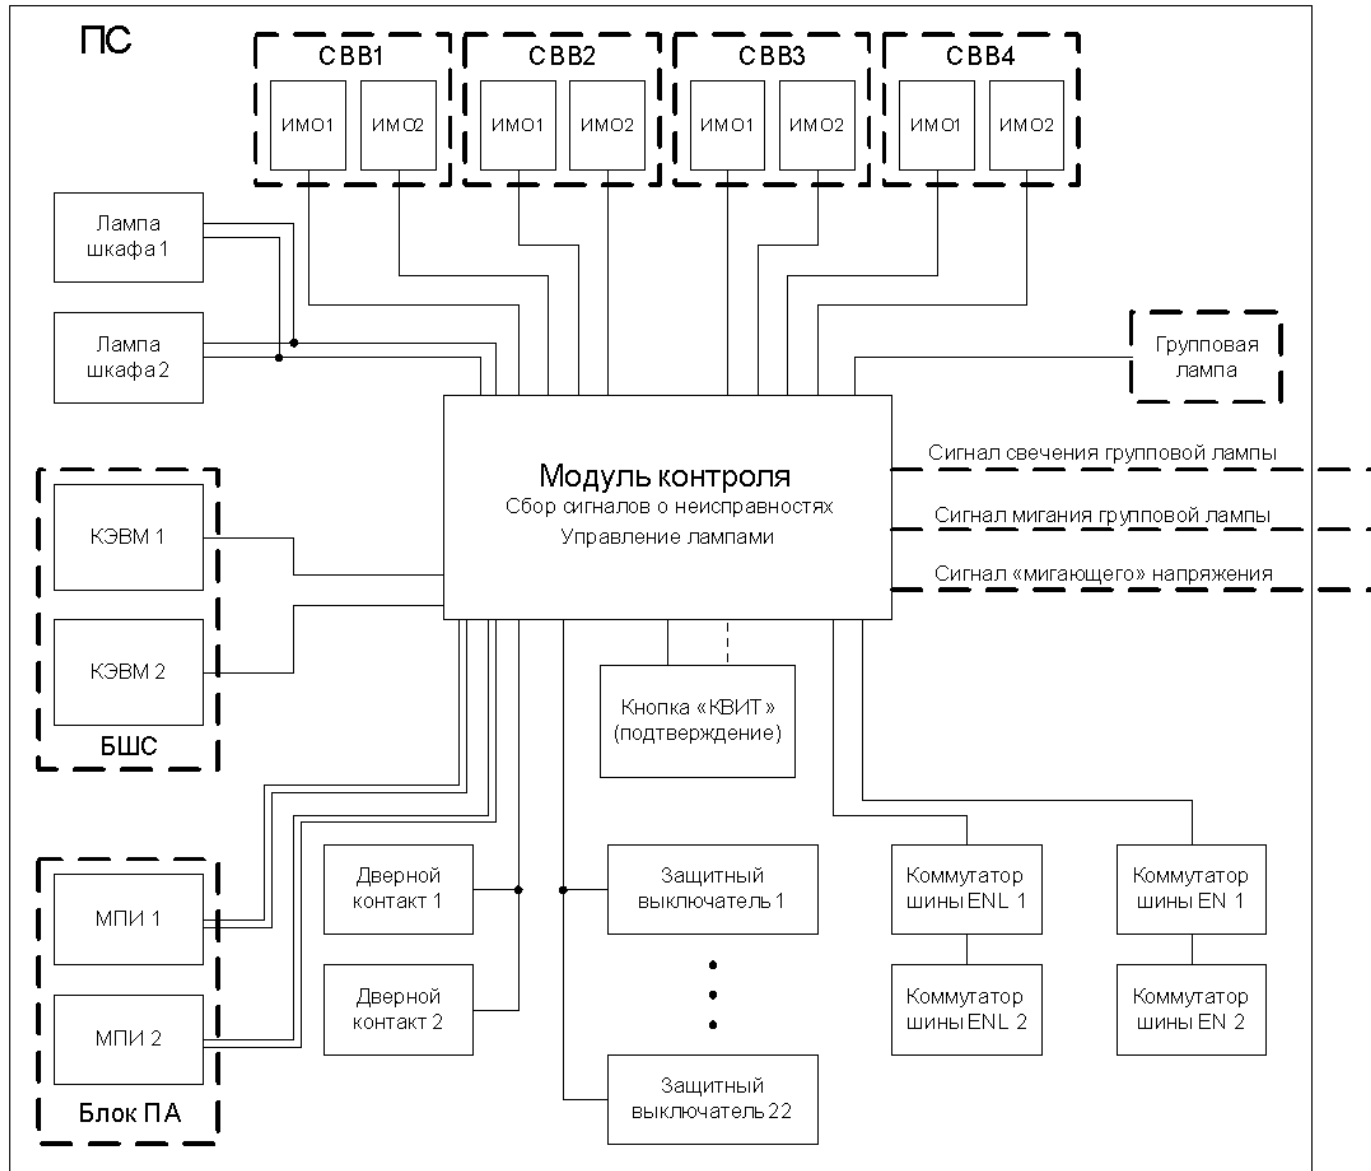 ПС
СВВ1
СВВ2
СВВ3
СВВ4
ИМО1
ИМО2
ИМО1
ИМО2
ИМО1
ИМО2
ИМО1
ИМО2
Лампа
шкафа 1
Лампа
шкафа 2
Групповая
лампа
Модуль контроля
Сбор сигналов о неисправностях
Управление лампами
Сигнал свечения групповой лампы
Сигнал мигания групповой лампы
Сигнал «мигающего» напряжения
КЭВМ 1
КЭВМ 2
БШС
Кнопка «КВИТ»
(подтверждение)
МПИ 1
МПИ 2
Блок ПА
Дверной
контакт 1
Дверной
контакт 2
Защитный
выключатель 1
Защитный
выключатель 22
Коммутатор
шины ENL 1
Коммутатор
шины ENL 2
Коммутатор
шины EN 1
Коммутатор
шины EN 2